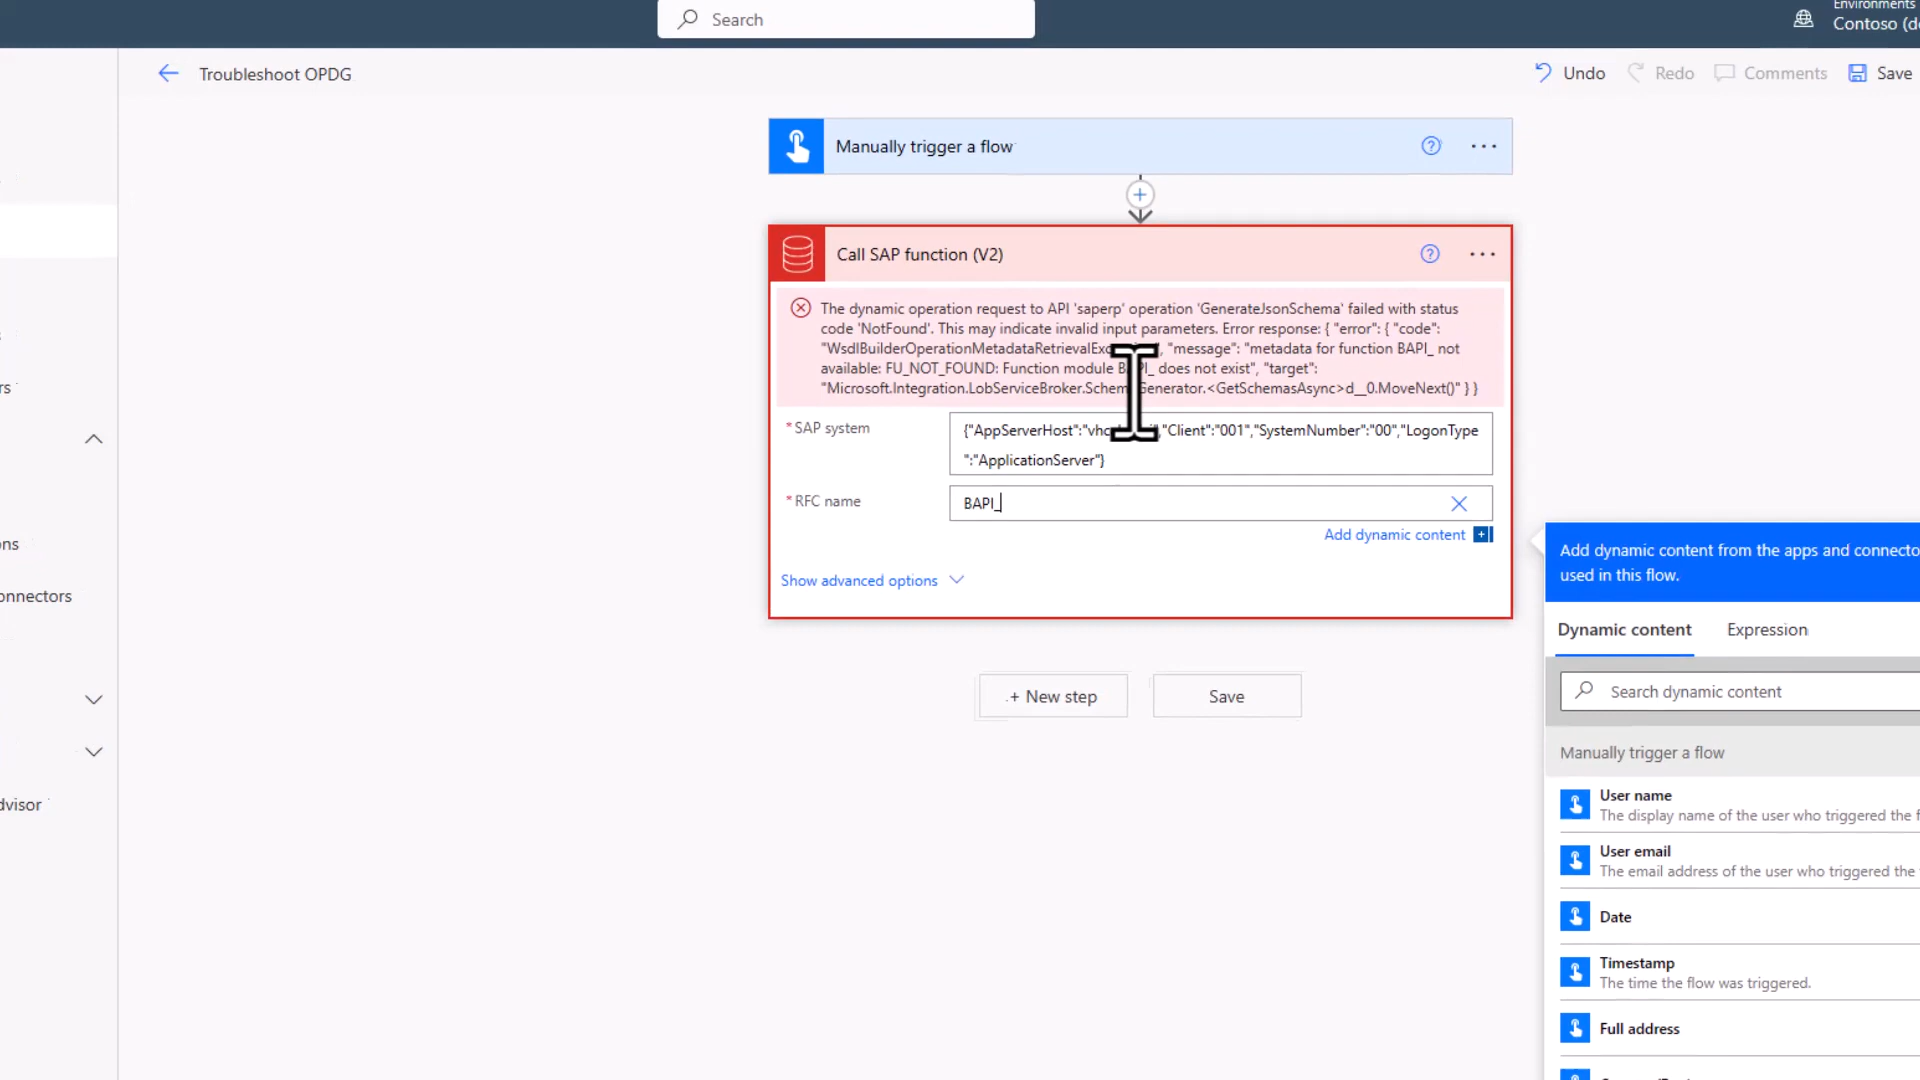 Search
Environments
Contoso
Troubleshoot OPDG
Undo
Redo
Comments
Save
Manually trigger a flow
Call SAP function (V2)
The dynamic operation request to API 'saperp' operation 'GenerateJsonSchema' failed with status
code 'NotFound'. This may indicate invalid input parameters. Error response: { "error": { "code":
"WsdlBuilderOperationMetadataRetrievalExc ", "message": "metadata for function BAPI_ not
available: FU_NOT_FOUND: Function module B PI_ does not exist", "target":
"Microsoft.Integration.LobServiceBroker.Schem Generator.<GetSchemasAsync>d__0.MoveNext()" } }
*SAP system
{"AppServerHost":"vhc ","Client":"001","SystemNumber":"00","LogonType
":"ApplicationServer"}
*RFC name
BAPI_
Add dynamic content
Show advanced options
+ New step
Save
ons
onnectors
dvisor
Add dynamic content from the apps and connecto
used in this flow.
Dynamic content
Expression
Search dynamic content
Manually trigger a flow
User name
The display name of the user who triggered the f
User email
The email address of the user who triggered the
Date
Timestamp
The time the flow was triggered.
Full address